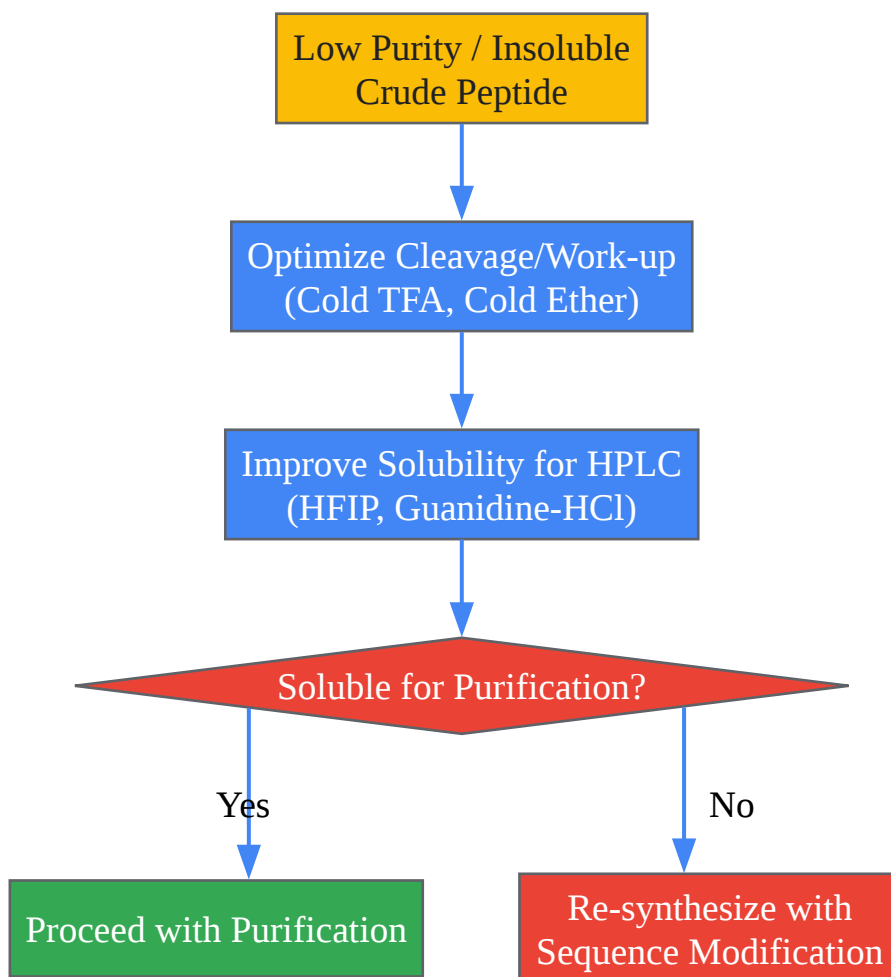 Low Purity / Insoluble
Crude Peptide
Optimize Cleavage/Work-up
(Cold TFA, Cold Ether)
Improve Solubility for HPLC
(HFIP, Guanidine-HCl)
Soluble for Purification?
Yes
No
Proceed with Purification
Re-synthesize with
Sequence Modification